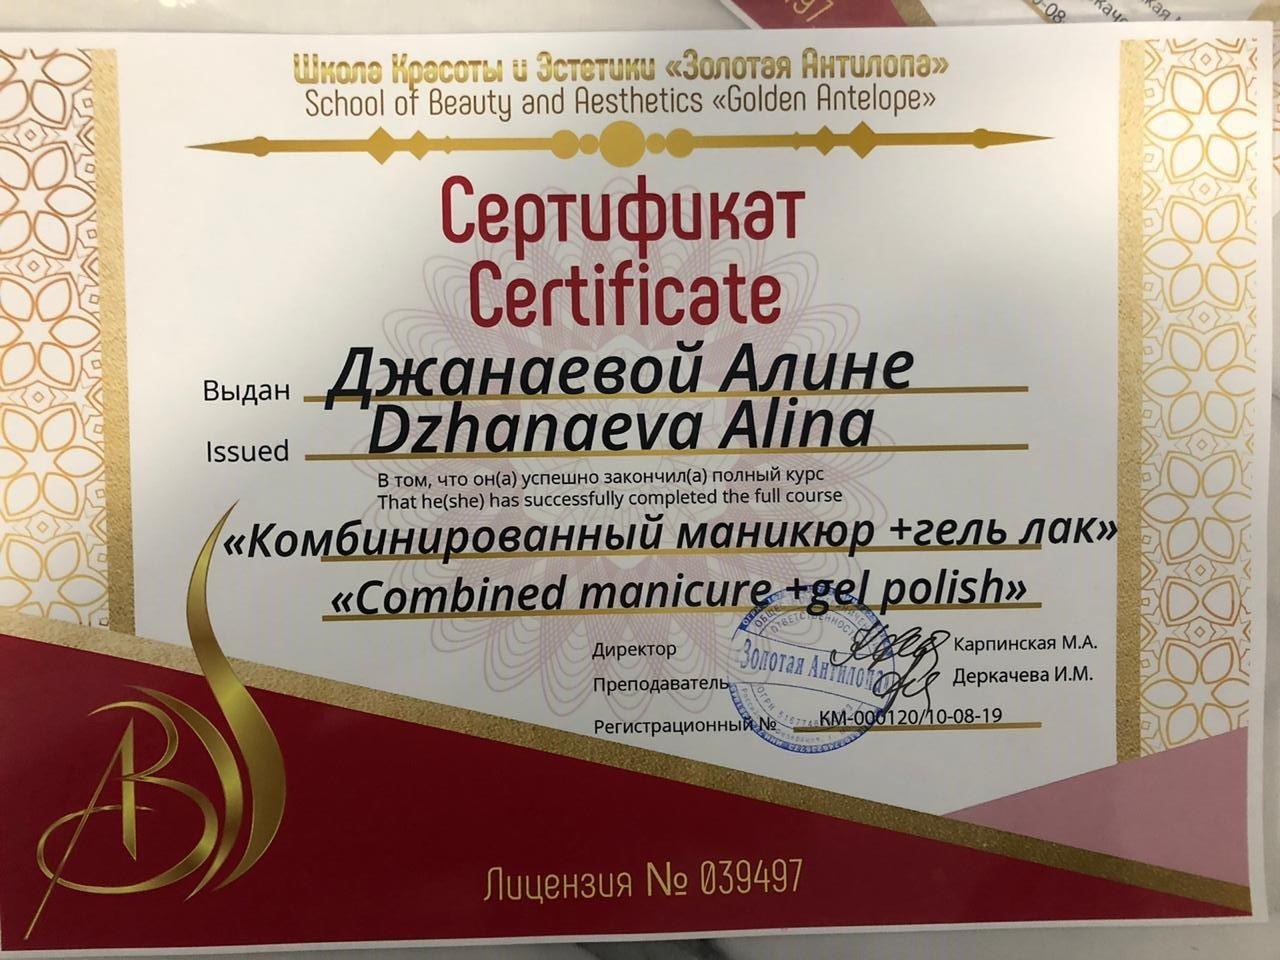 Школа Красоты и Эстетики «Золотая Антилопа»
School of Beauty and Aesthetics «Golden Antelope»
Сертификат
Certificate
Выдан Джанаевой Алине
Issued Dzhanaeva Alina
В том, что он(а) успешно закончил(а) полный курс
That he(she) has successfully completed the full course
«Комбинированный маникюр +гель лак»
«Combined manicure +gel polish»
Директор Карпинская М.А.
Золотая Антилопа
Преподаватель Деркачева И.М.
Регистрационный № КМ-000120/10-08-19
Лицензия № 039497